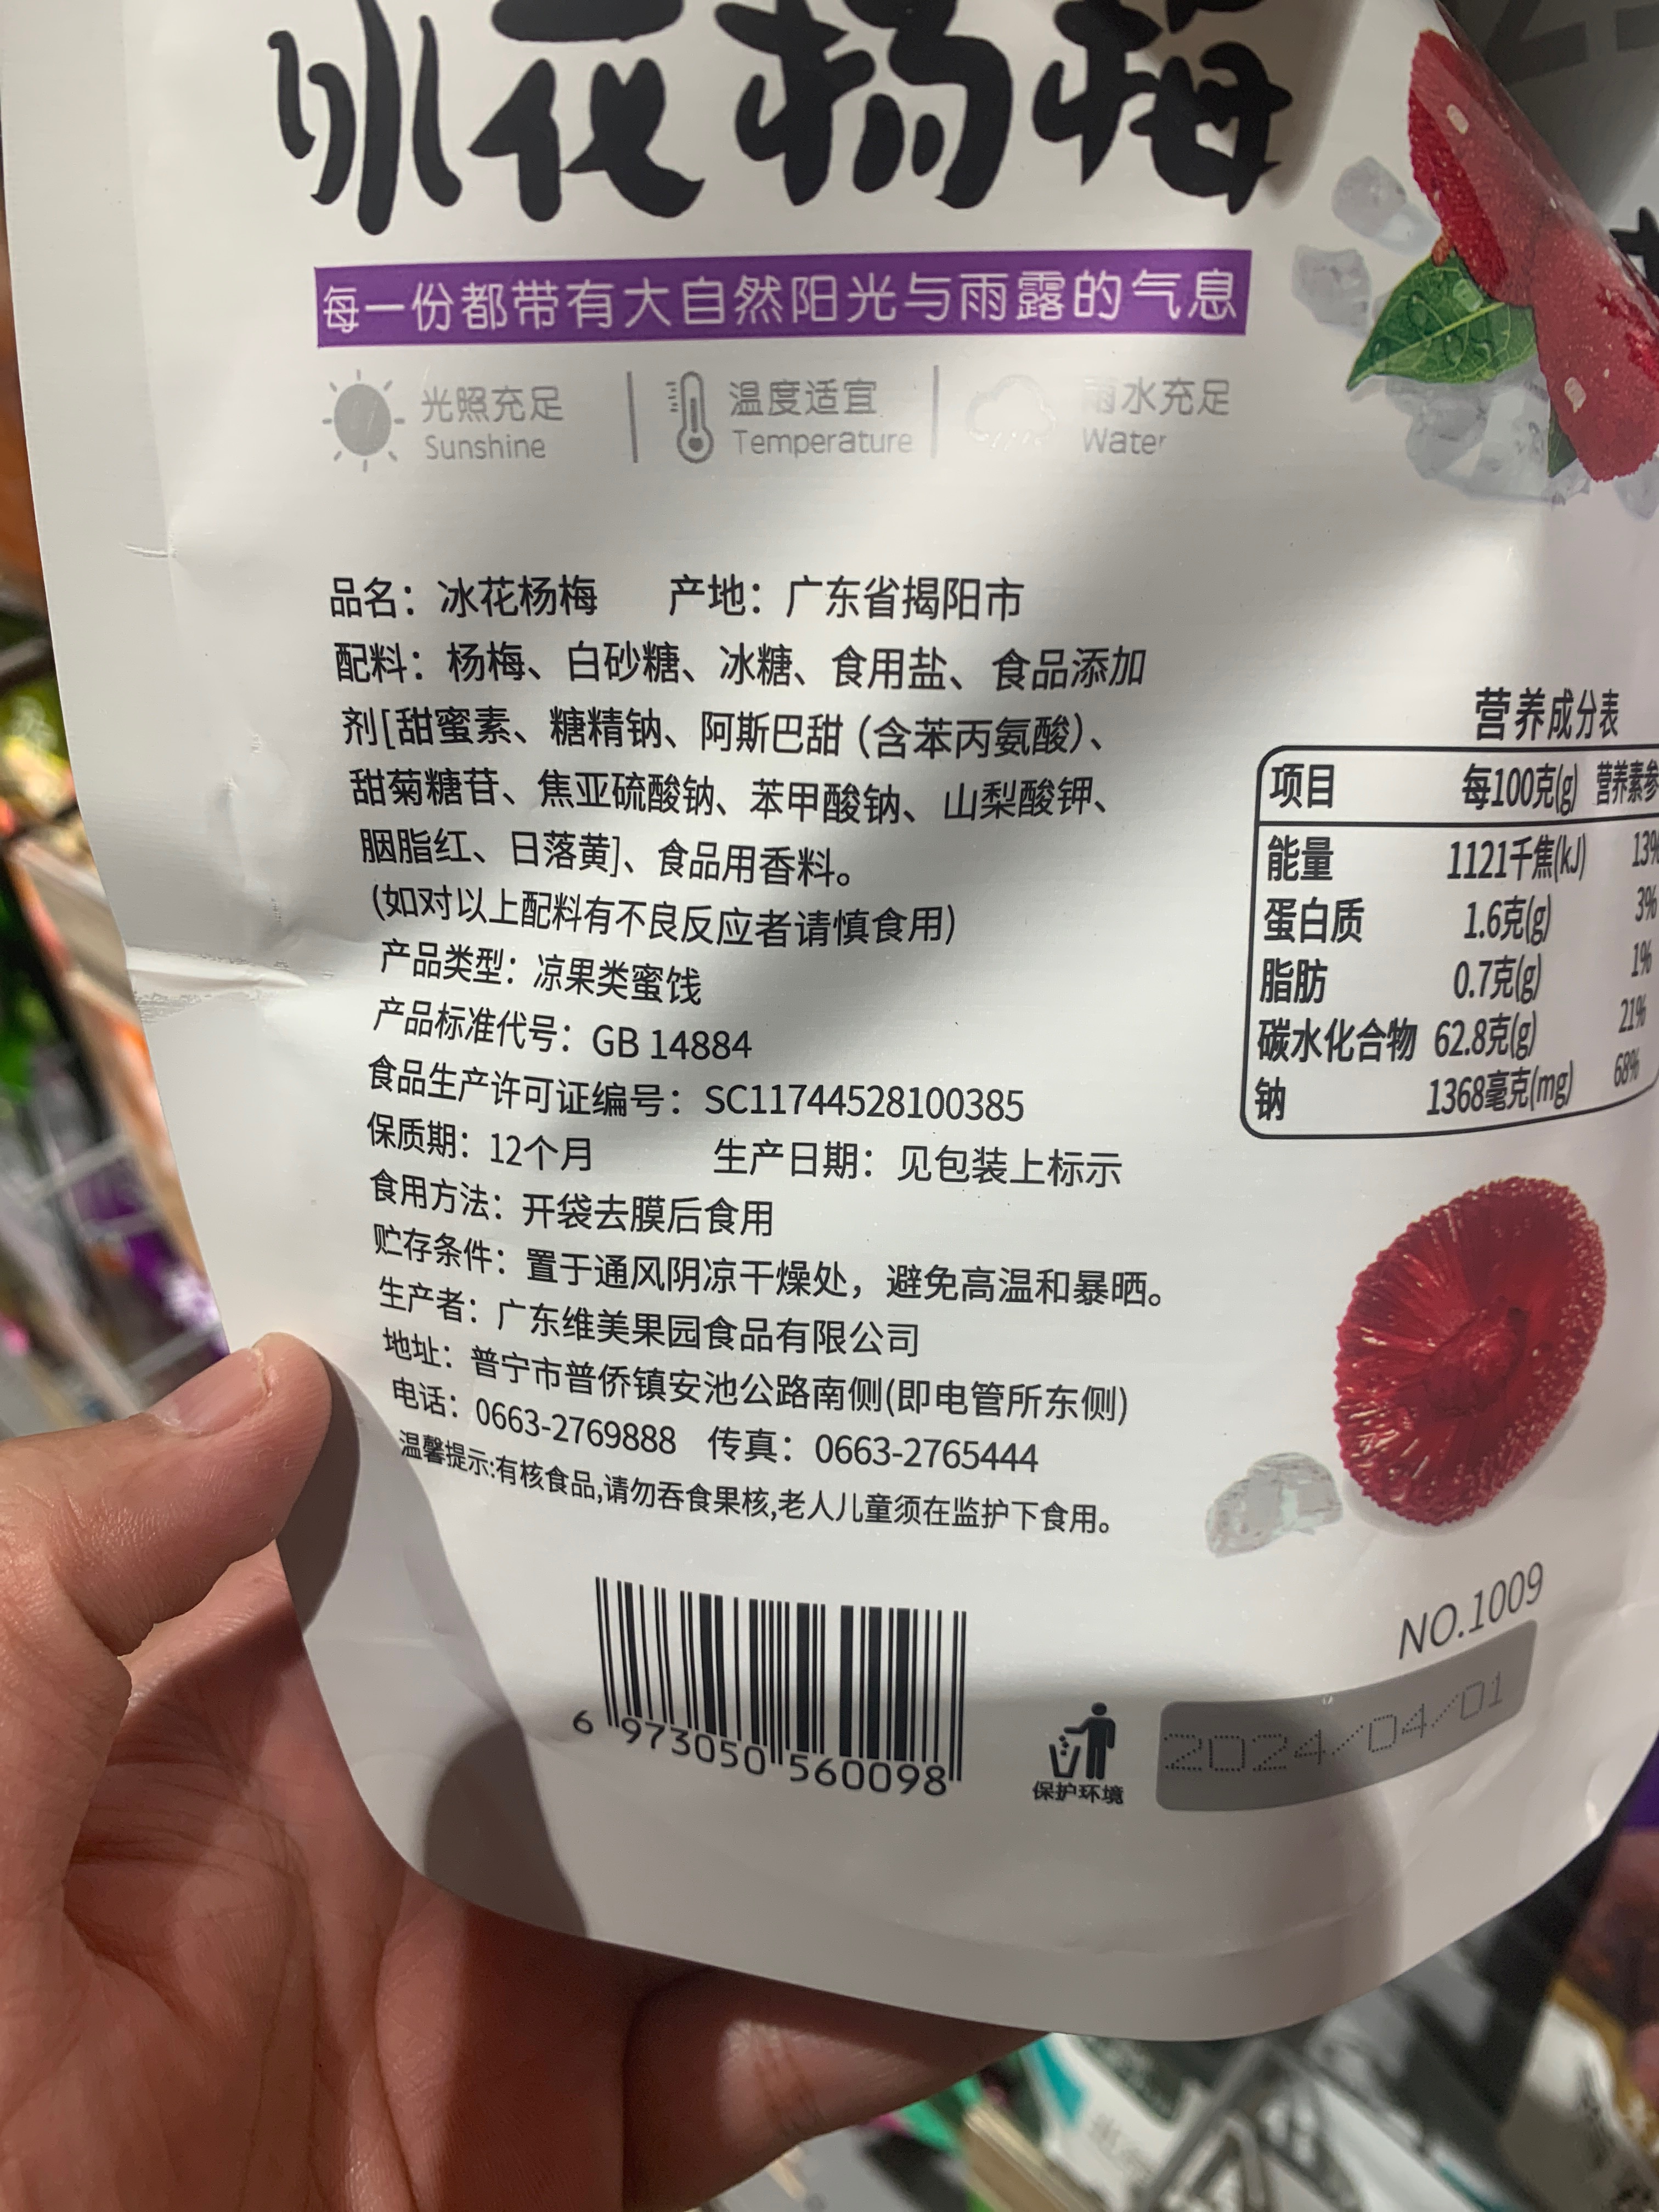 冰花杨梅
每一份都带有大自然阳光与雨露的气息
光照充足
Sunshine
温度适宜
Temperature
雨水充足
Water
品名：冰花杨梅 产地：广东省揭阳市
配料：杨梅、白砂糖、冰糖、食用盐、食品添加
剂[甜蜜素、糖精钠、阿斯巴甜（含苯丙氨酸）、
甜菊糖苷、焦亚硫酸钠、苯甲酸钠、山梨酸钾、
胭脂红、日落黄]、食品用香料。
(如对以上配料有不良反应者请慎食用)
产品类型：凉果类蜜饯
产品标准代号：GB 14884
食品生产许可证编号：SC11744528100385
保质期：12个月 生产日期：见包装上标示
食用方法：开袋去膜后食用
贮存条件：置于通风阴凉干燥处，避免高温和暴晒。
生产者：广东维美果园食品有限公司
地址：普宁市普侨镇安池公路南侧(即电管所东侧)
电话：0663-2769888 传真：0663-2765444
温馨提示:有核食品,请勿吞食果核,老人儿童须在监护下食用。
营养成分表
项目 每100克(g) 营养素参
能量 1121千焦(kJ) 13%
蛋白质 1.6克(g) 3%
脂肪 0.7克(g) 1%
碳水化合物 62.8克(g) 21%
钠 1368毫克(mg) 68%
6 973050 560098
保护环境
NO.1009
2024/04/01